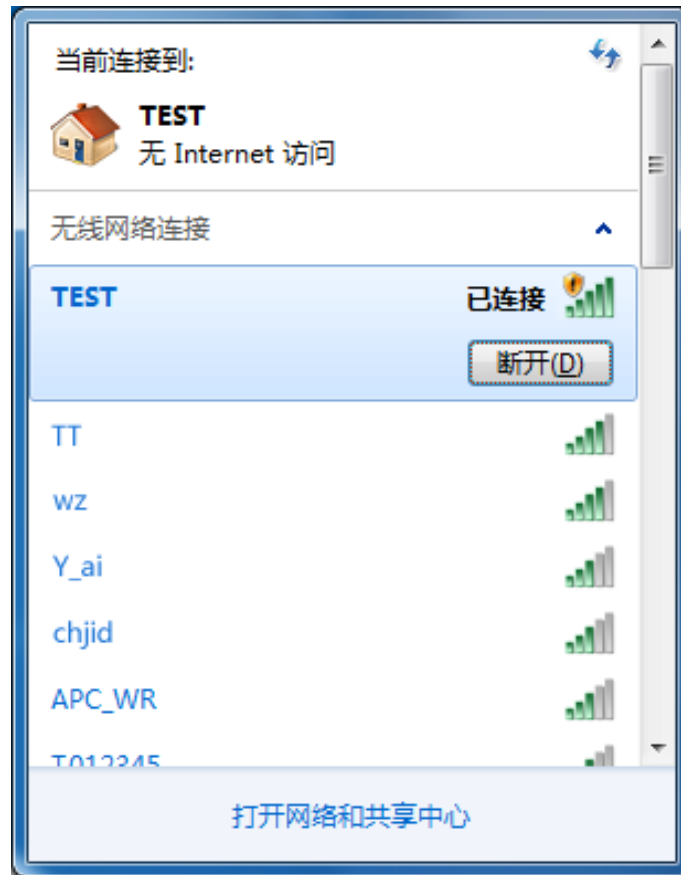 当前连接到:
TEST
无 Internet 访问
无线网络连接
TEST 已连接
断开(D)
TT
wz
Y_ai
chjid
APC_WR
T012345
打开网络和共享中心